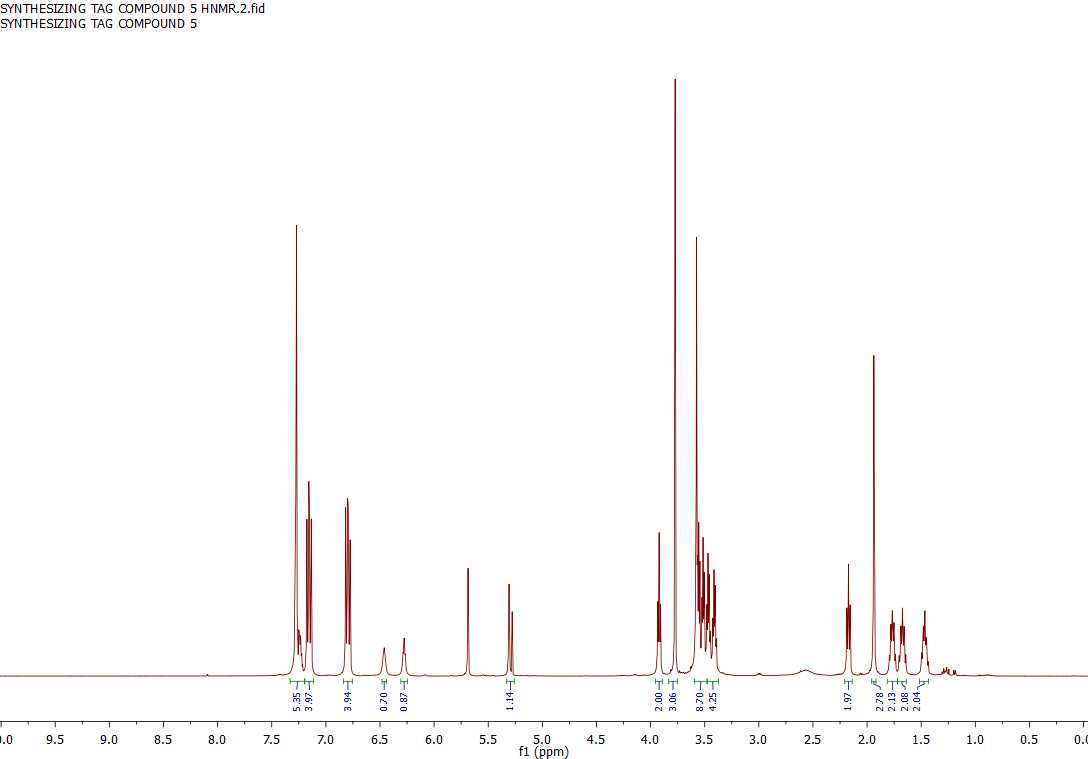 SYNTHESIZING TAG COMPOUND 5 HNMR.2.fid
SYNTHESIZING TAG COMPOUND 5
5.35 3.97 3.94 0.70 0.87 1.14 2.00 3.06 8.70 4.25 1.97 2.78 2.13 2.08 2.04
.0 9.5 9.0 8.5 8.0 7.5 7.0 6.5 6.0 5.5 5.0 4.5 4.0 3.5 3.0 2.5 2.0 1.5 1.0 0.5 0.0
f1 (ppm)